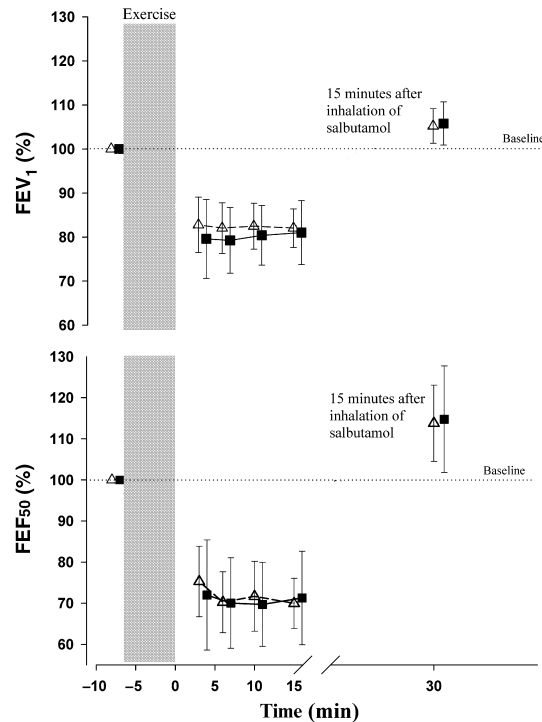 Exercise
130
120
110
100
90
80
70
60
FEV1 (%)
15 minutes after
inhalation of
salbutamol
Baseline
130
120
110
100
90
80
70
60
FEF50 (%)
15 minutes after
inhalation of
salbutamol
Baseline
−10 −5 0 5 10 15 30
Time (min)